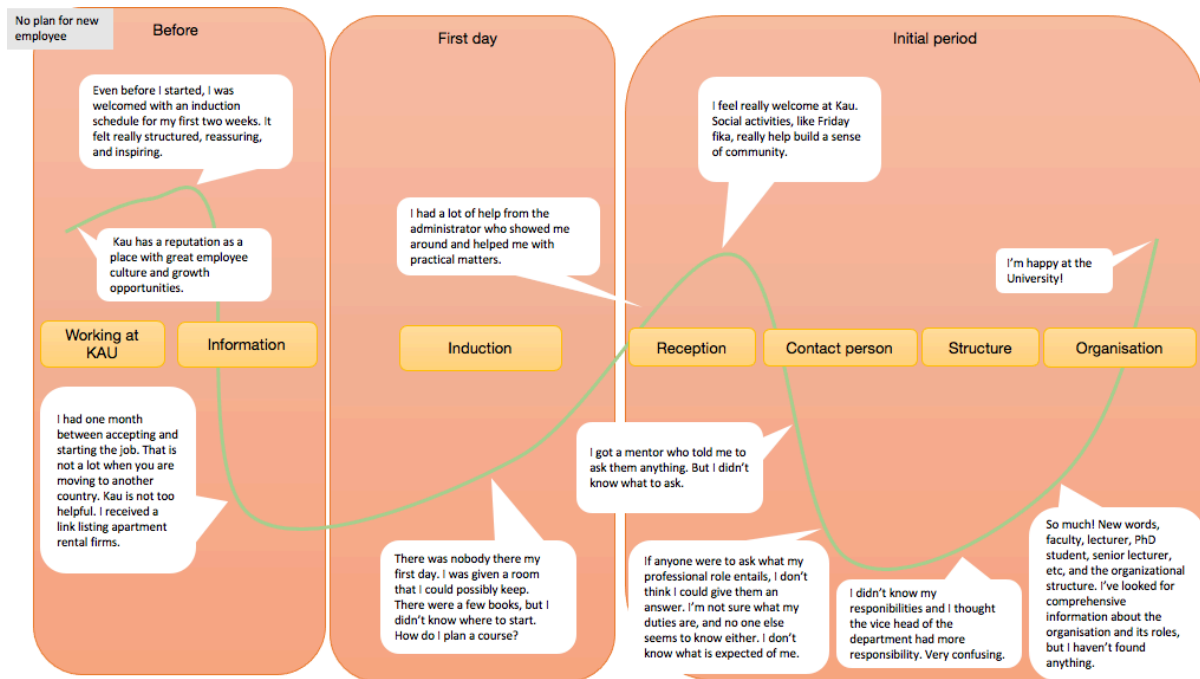 No plan for new
employee
Before
First day
Initial period
Even before I started, I was
welcomed with an induction
schedule for my first two weeks. It
felt really structured, reassuring,
and inspiring.
Kau has a reputation as a
place with great employee
culture and growth
opportunities.
I had a lot of help from the
administrator who showed me
around and helped me with
practical matters.
I feel really welcome at Kau.
Social activities, like Friday
fika, really help build a sense
of community.
I'm happy at the
University!
Working at
KAU
Information
Induction
Reception
Contact person
Structure
Organisation
I had one month
between accepting and
starting the job. That is
not a lot when you are
moving to another
country. Kau is not too
helpful. I received a
link listing apartment
rental firms.
There was nobody there my
first day. I was given a room
that I could possibly keep.
There were a few books, but I
didn't know where to start.
How do I plan a course?
I got a mentor who told me to
ask them anything. But I didn't
know what to ask.
If anyone were to ask what my
professional role entails, I don't
think I could give them an
answer. I'm not sure what my
duties are, and no one else
seems to know either. I don't
know what is expected of me.
I didn't know my
responibilities and I thought
the vice head of the
department had more
responsibility. Very confusing.
So much! New words,
faculty, lecturer, PhD
student, senior lecturer,
etc, and the organizational
structure. I've looked for
comprehensive
information about the
organisation and its roles,
but I haven't found
anything.